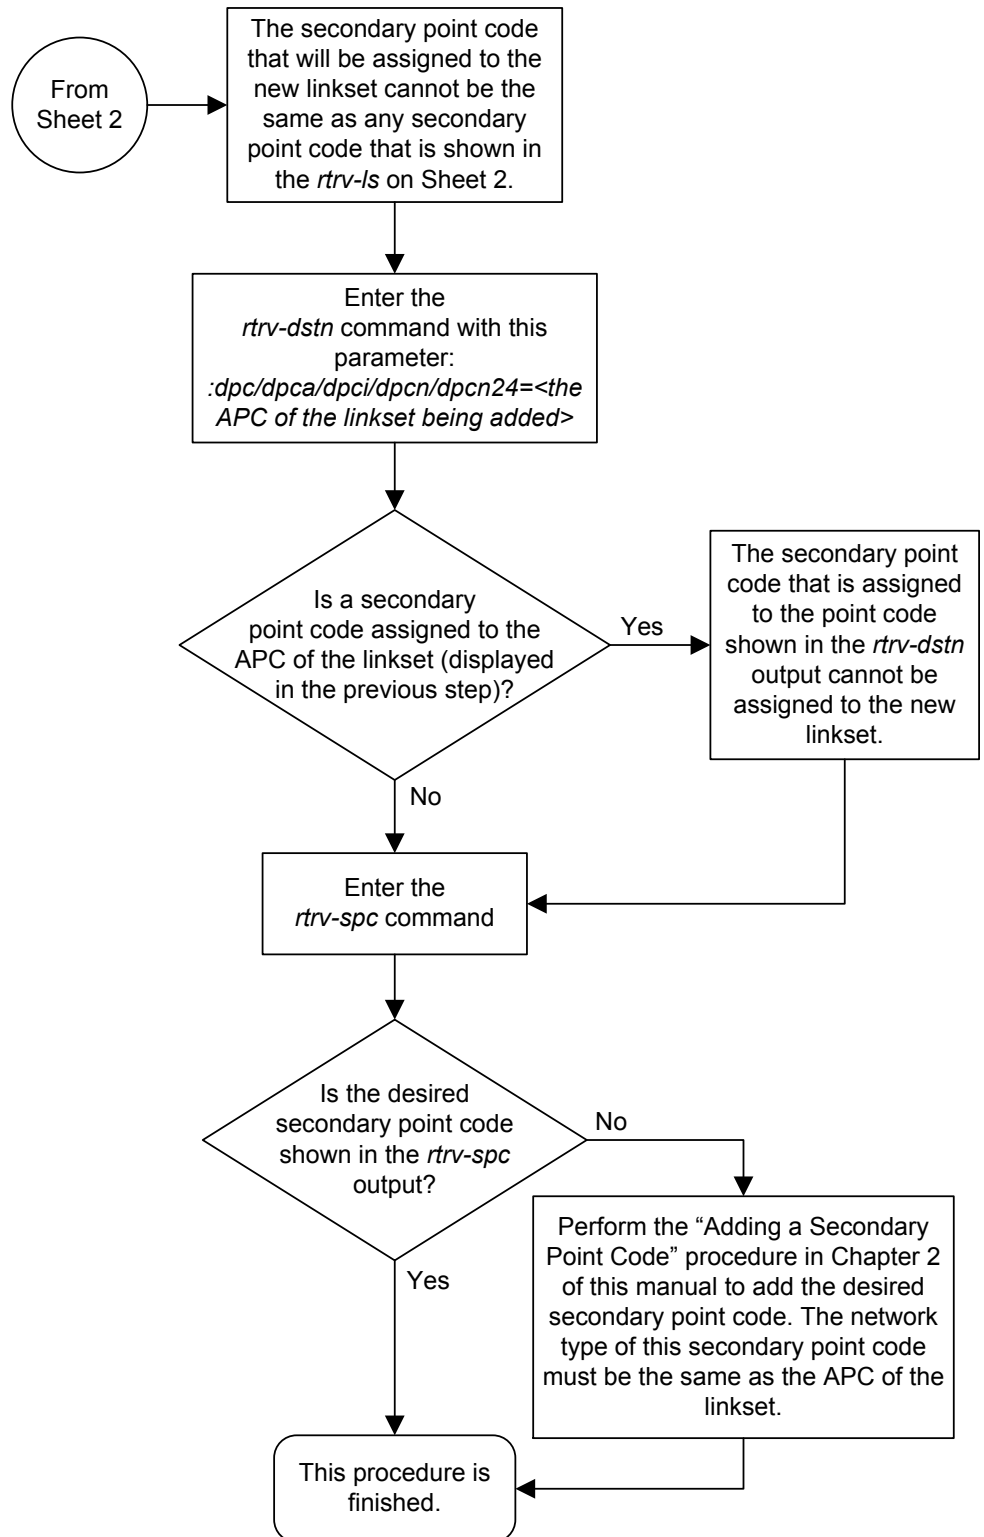 From
Sheet 2
The secondary point code
that will be assigned to the
new linkset cannot be the
same as any secondary
point code that is shown in
the rtrv-ls on Sheet 2.
Enter the
rtrv-dstn command with this
parameter:
:dpc/dpca/dpci/dpcn/dpcn24=<the
APC of the linkset being added>
Is a secondary
point code assigned to the
APC of the linkset (displayed
in the previous step)?
Yes
The secondary point
code that is assigned
to the point code
shown in the rtrv-dstn
output cannot be
assigned to the new
linkset.
No
Enter the
rtrv-spc command
Is the desired
secondary point code
shown in the rtrv-spc
output?
No
Perform the “Adding a Secondary
Point Code” procedure in Chapter 2
of this manual to add the desired
secondary point code. The network
type of this secondary point code
must be the same as the APC of the
linkset.
Yes
This procedure is
finished.